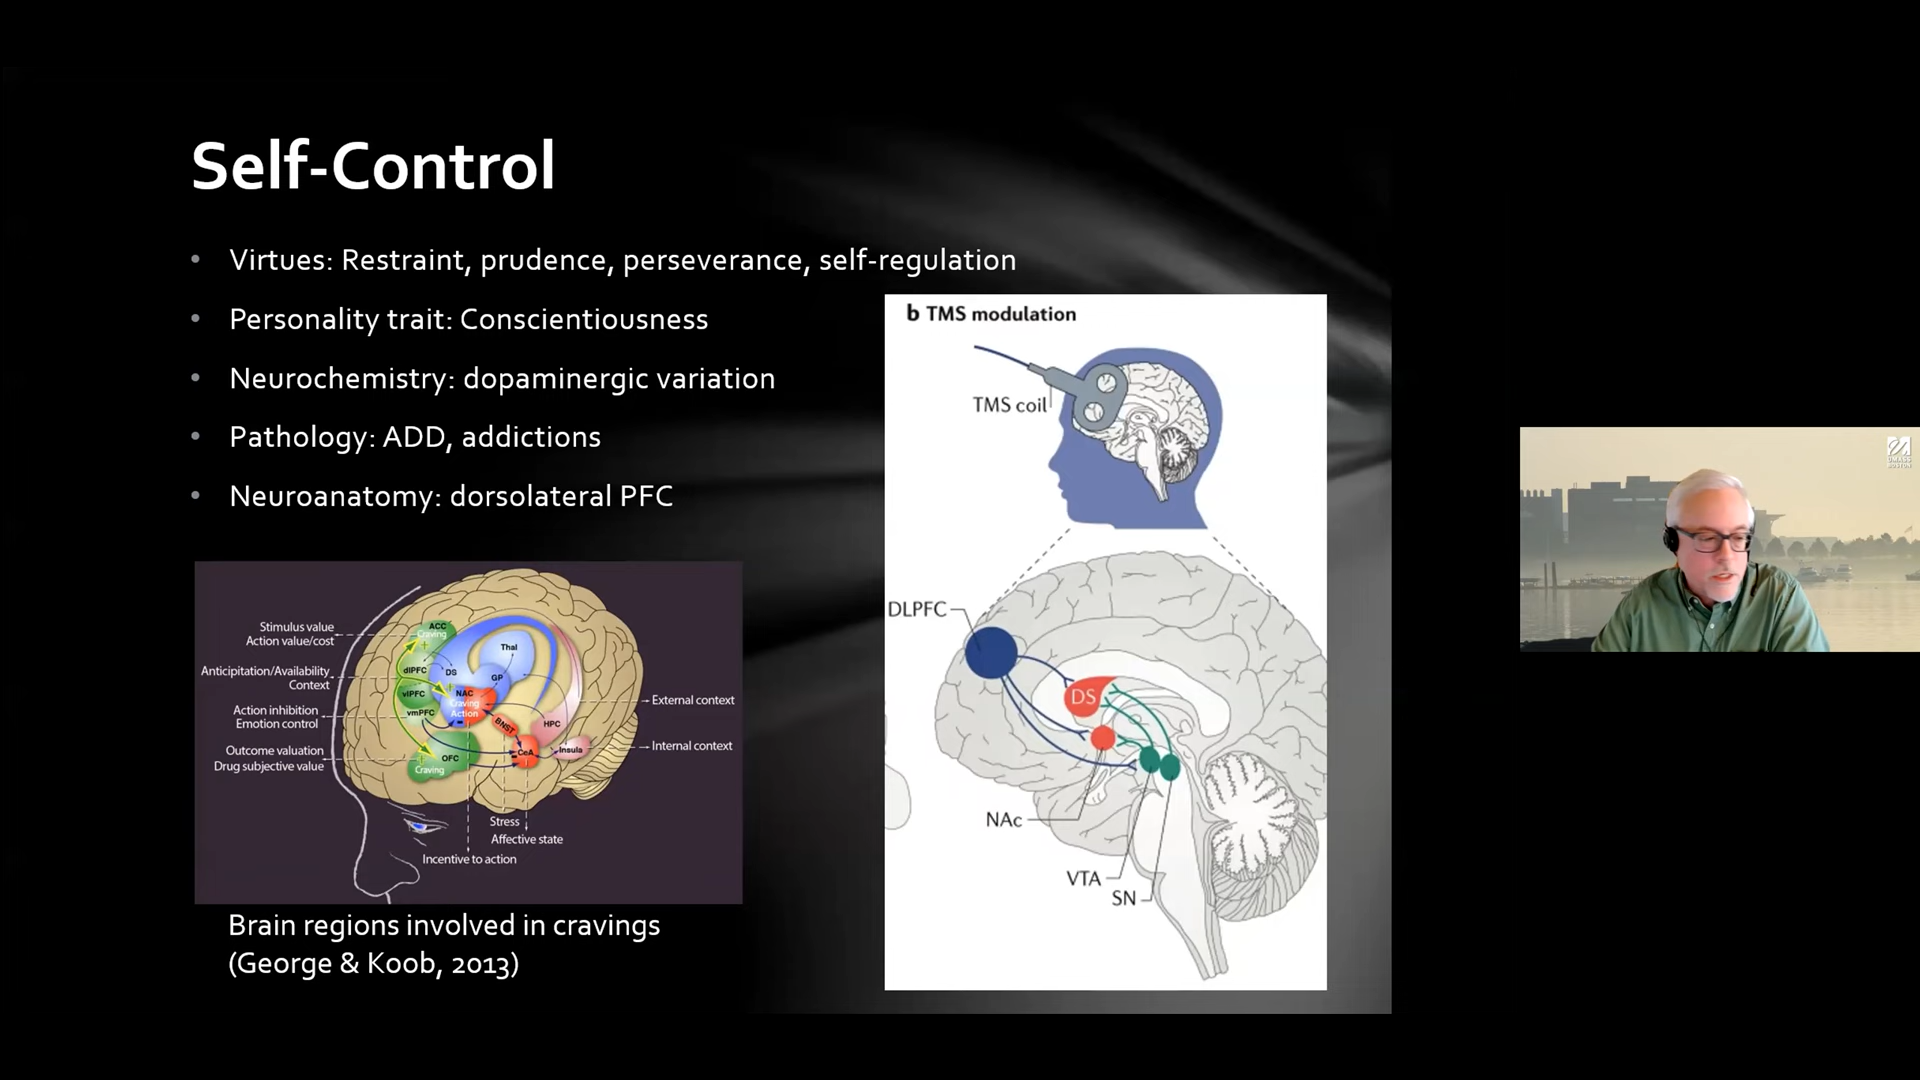 Self-Control
• Virtues: Restraint, prudence, perseverance, self-regulation
• Personality trait: Conscientiousness
• Neurochemistry: dopaminergic variation
• Pathology: ADD, addictions
• Neuroanatomy: dorsolateral PFC
Stimulus value
Action value/cost
Anticipation/Availability
Context
Action inhibition
Emotion control
Outcome valuation
Drug subjective value
ACC
Craving
dlPFC
DS
Thal
GP
vlPFC
NAC
Craving
Action
vmPFC
BNST
HPC
CeA
Insula
OFC
Craving
External context
Internal context
Stress
Affective state
Incentive to action
Brain regions involved in cravings
(George & Koob, 2013)
b TMS modulation
TMS coil
DLPFC
DS
NAc
VTA
SN
UMASS
BOSTON